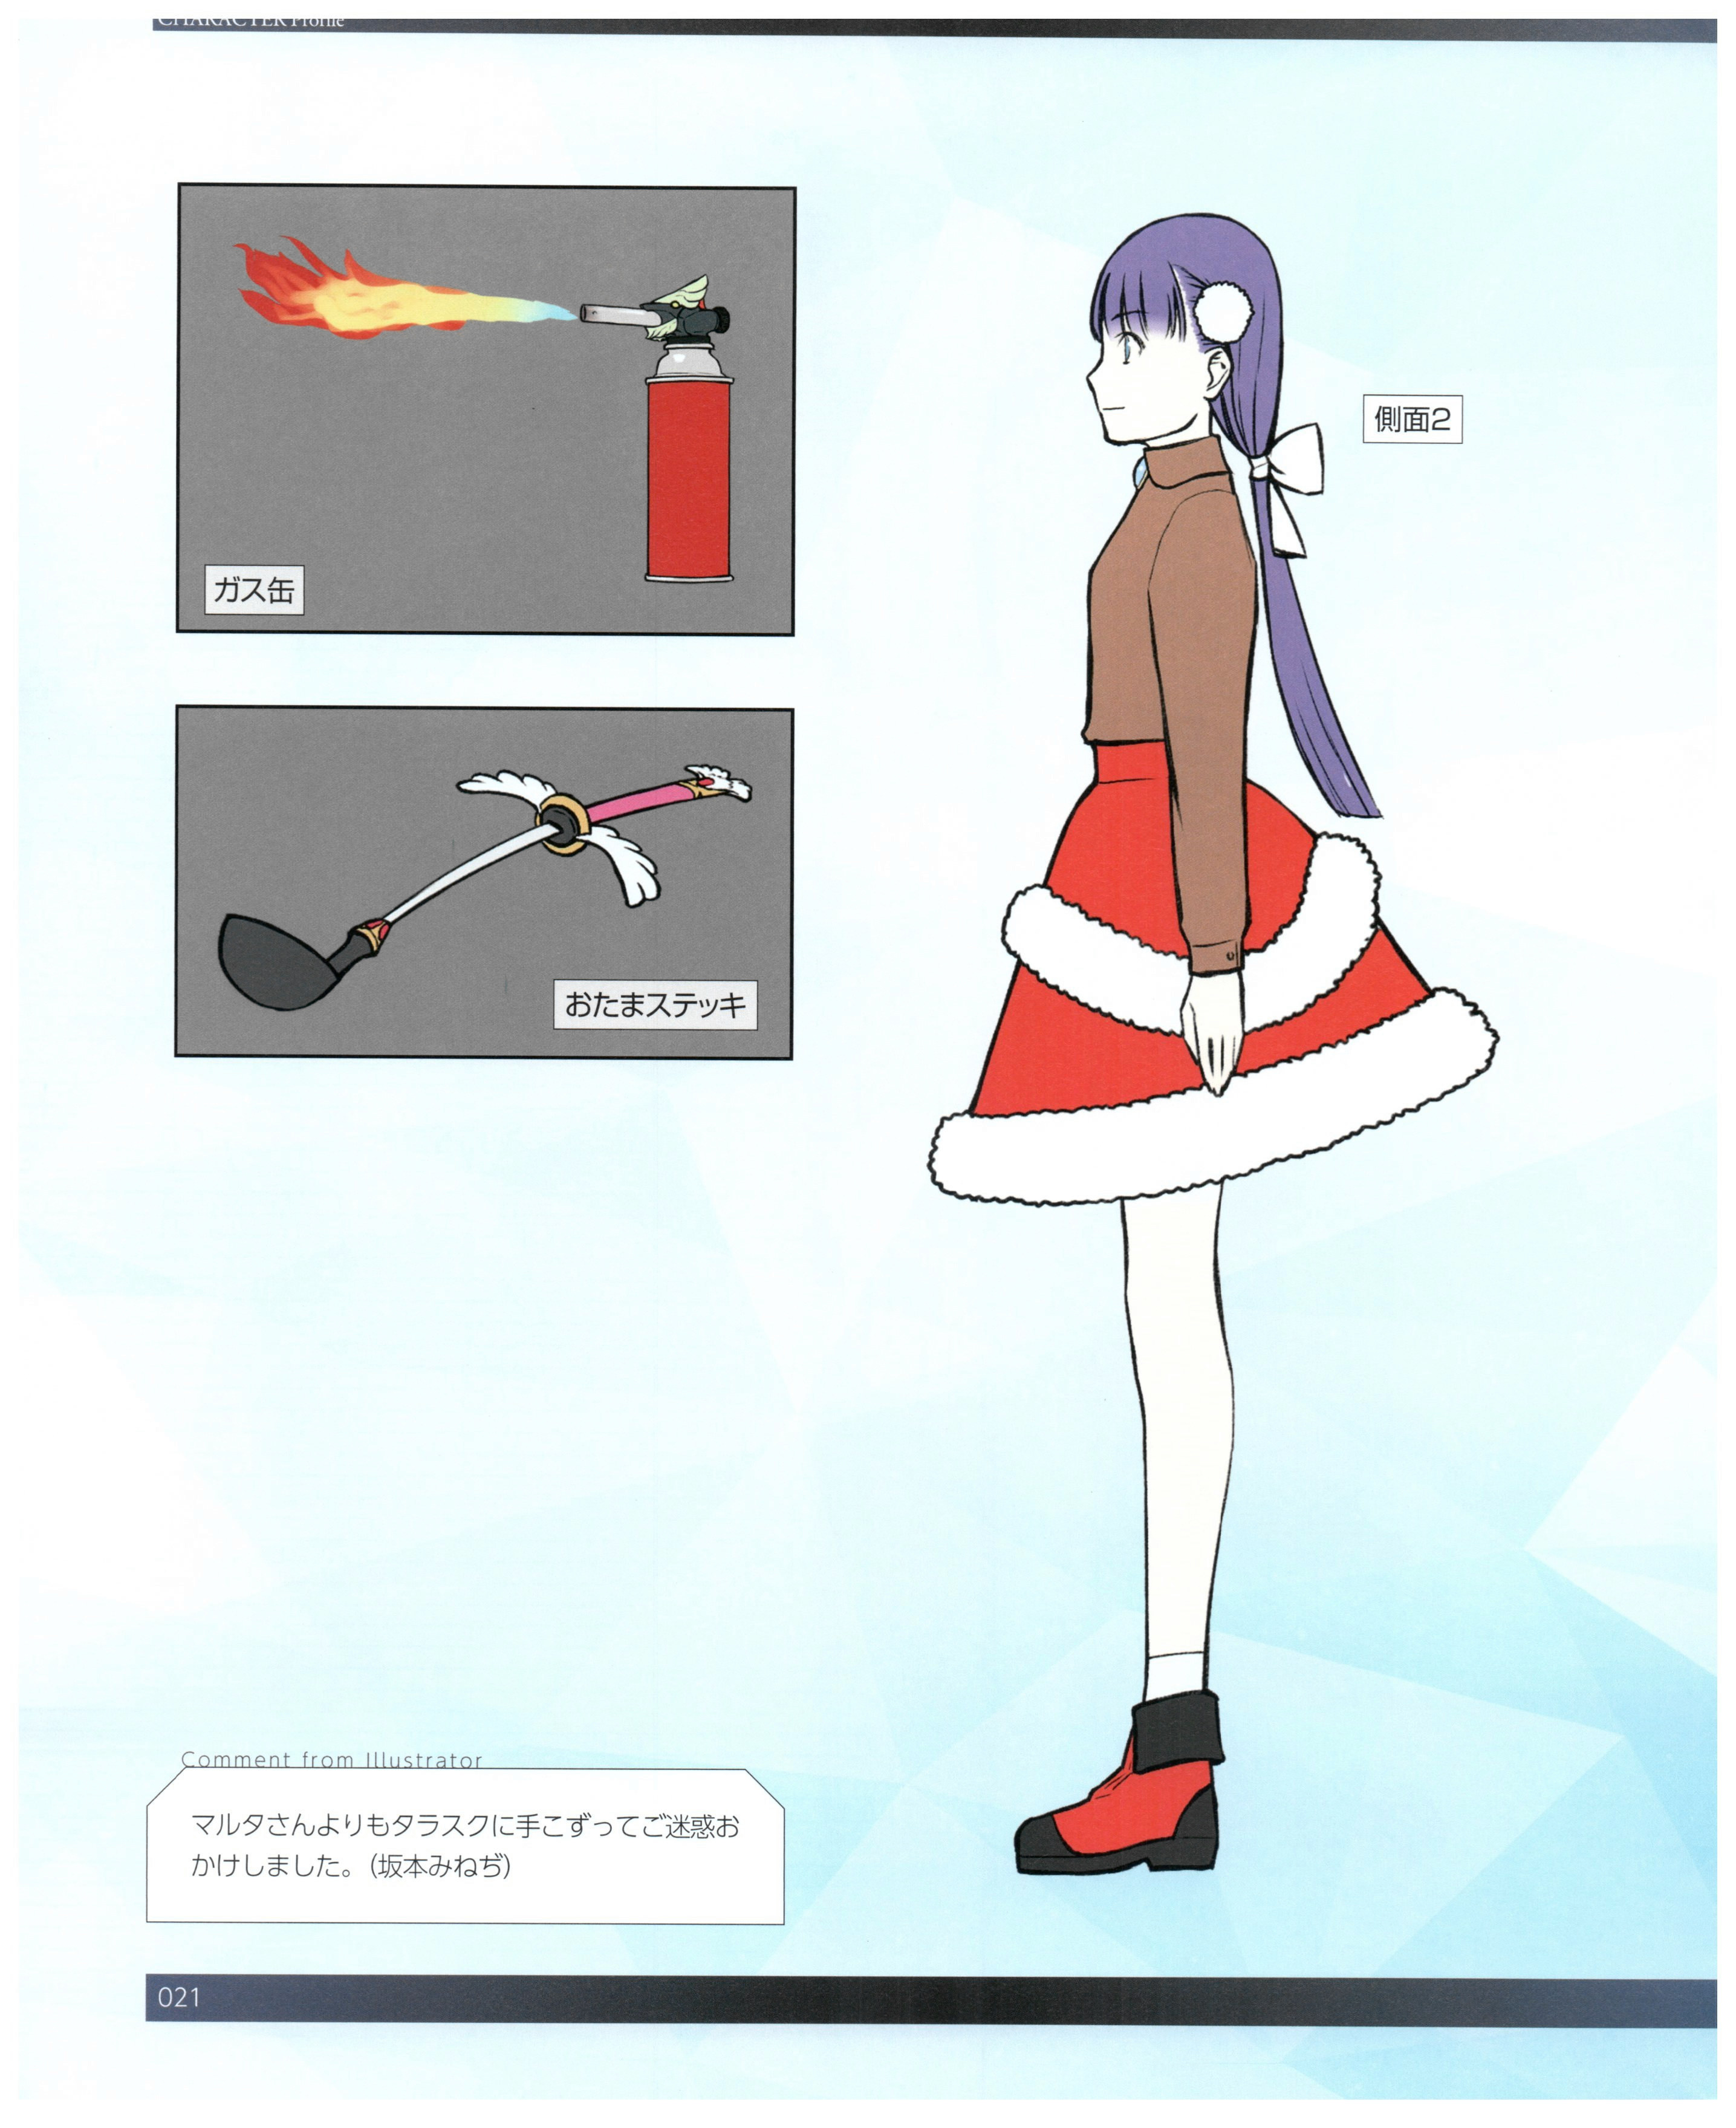 CHARACTER Profile
側面2
ガス缶
おたまステッキ
Comment from Illustrator
マルタさんよりもタラスクに手こずってご迷惑お
かけしました。(坂本みねぢ)
021